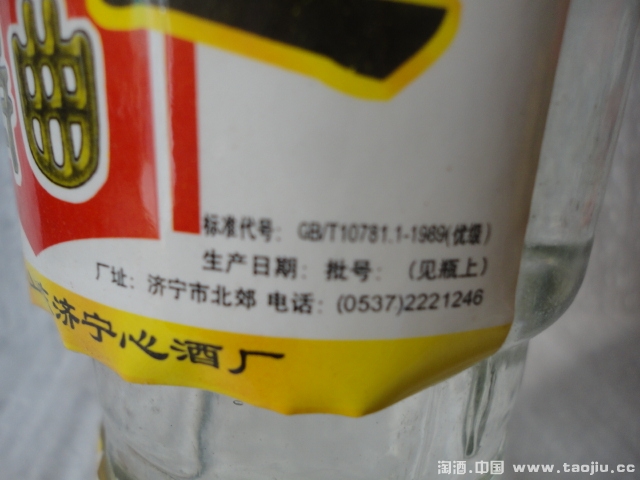 曲
标准代号: GB/T10781.1-1989(优级)
生产日期: 批号: (见瓶上)
厂址: 济宁市北郊 电话: (0537)2221246
济宁心酒厂
淘酒.中国 www.taojiu.cc